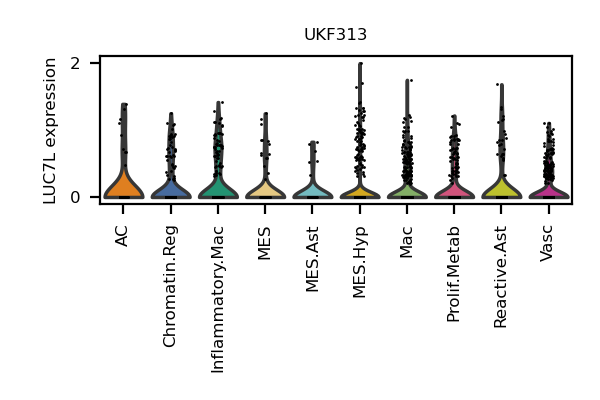 UKF313
LUC7L expression
2
0
AC
Chromatin.Reg
Inflammatory.Mac
MES
MES.Ast
MES.Hyp
Mac
Prolif.Metab
Reactive.Ast
Vasc